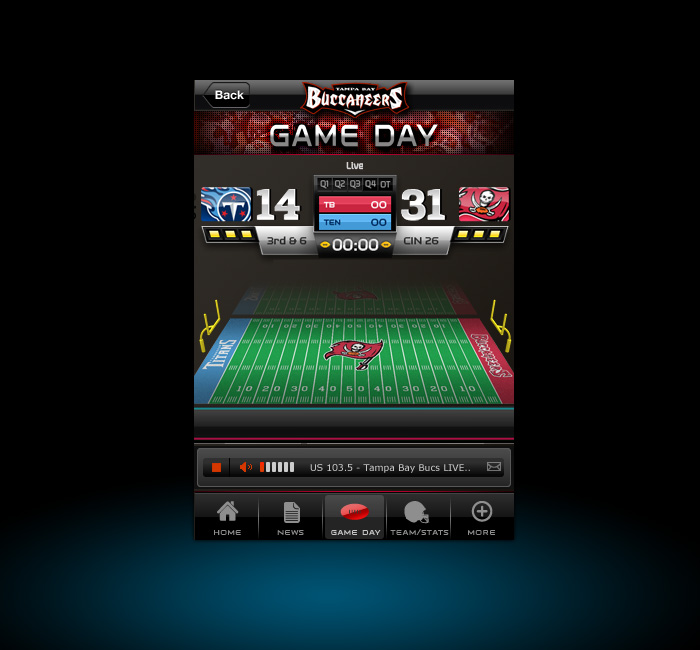 Back
TAMPA BAY
BUCCANEERS
GAME DAY
Live
Q1 Q2 Q3 Q4 OT
14
31
TB 00
TEN 00
3rd & 6
00:00
CIN 26
TITANS
BUCCANEERS
10 20 30 40 50 40 30 20 10
US 103.5 - Tampa Bay Bucs LIVE..
HOME
NEWS
GAME DAY
TEAM/STATS
MORE